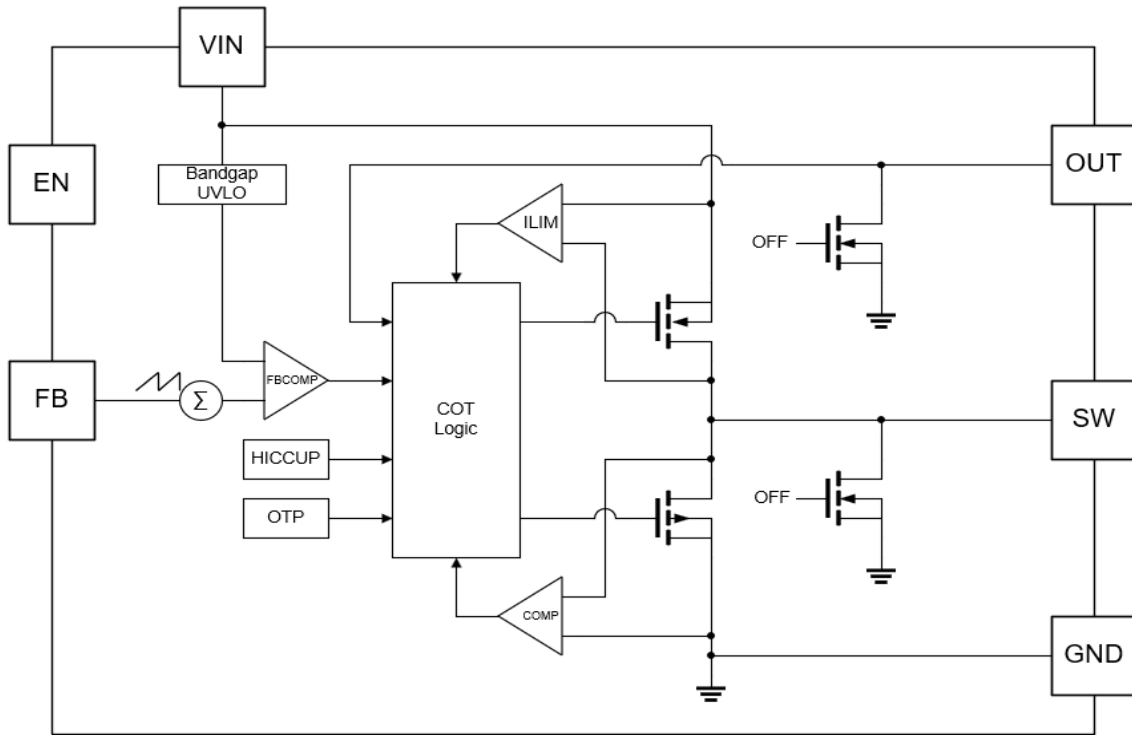 VIN
EN
Bandgap
UVLO
OUT
ILIM
OFF
FB
FBCOMP
Σ
COT
Logic
SW
HICCUP
OTP
OFF
COMP
GND